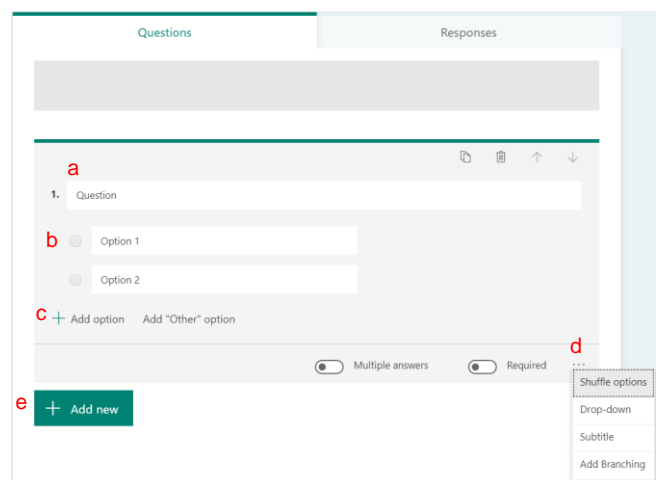 Questions Responses
a
1. Question
b Option 1
Option 2
c + Add option Add "Other" option
d
Multiple answers Required ...
Shuffle options
e + Add new
Drop-down
Subtitle
Add Branching